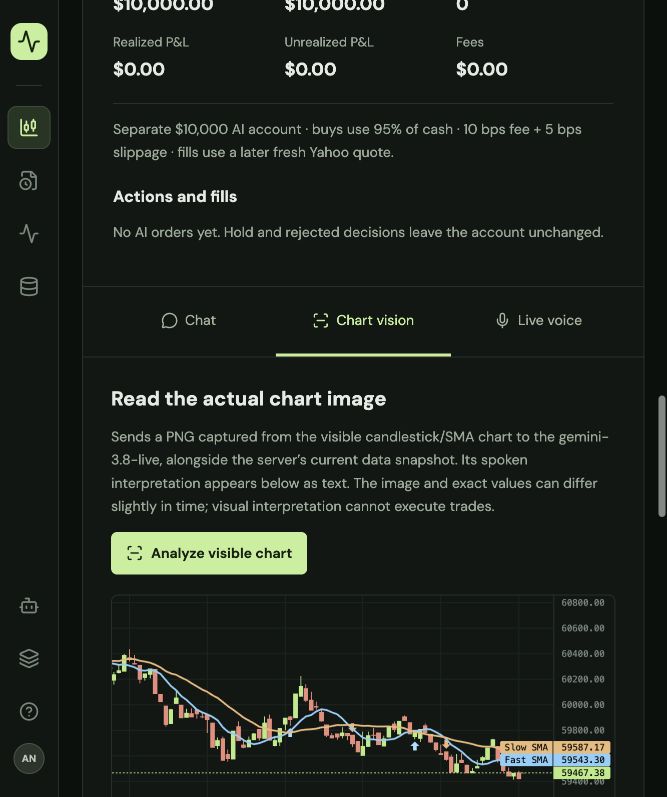 $10,000.00 $10,000.00 0
Realized P&L Unrealized P&L Fees
$0.00 $0.00 $0.00
Separate $10,000 AI account · buys use 95% of cash · 10 bps fee + 5 bps
slippage · fills use a later fresh Yahoo quote.
Actions and fills
No AI orders yet. Hold and rejected decisions leave the account unchanged.
Chat Chart vision Live voice
Read the actual chart image
Sends a PNG captured from the visible candlestick/SMA chart to the gemini-
3.8-live, alongside the server's current data snapshot. Its spoken
interpretation appears below as text. The image and exact values can differ
slightly in time; visual interpretation cannot execute trades.
Analyze visible chart
60800.00
60600.00
60400.00
60200.00
60000.00
59800.00
Slow SMA 59587.17
Fast SMA 59543.30
59467.38
59400.00
AN